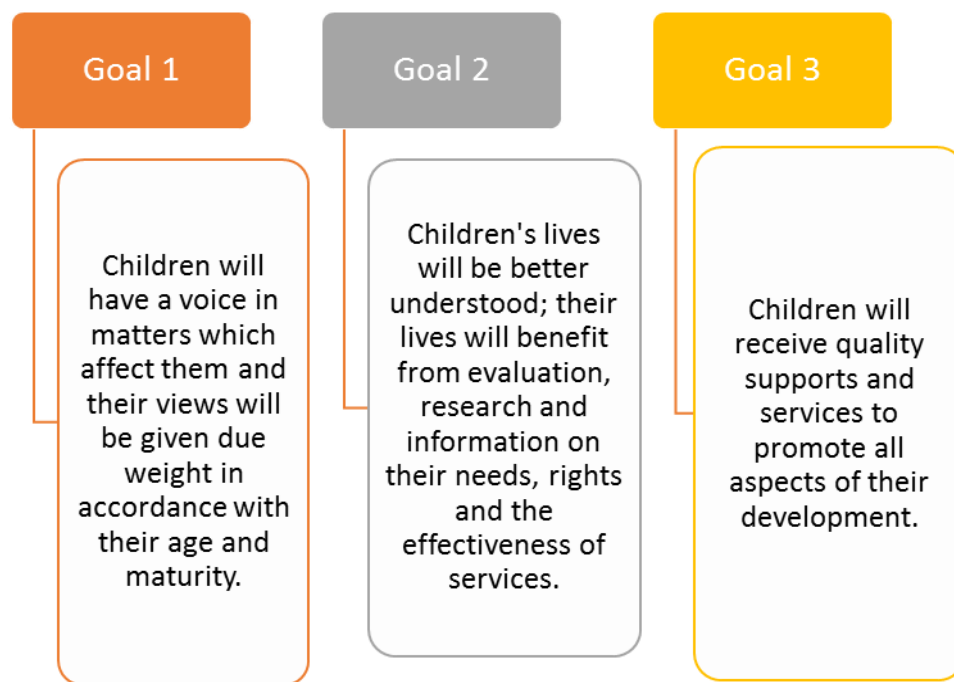 Goal 1
Children will
have a voice in
matters which
affect them and
their views will
be given due
weight in
accordance with
their age and
maturity.
Goal 2
Children's lives
will be better
understood; their
lives will benefit
from evaluation,
research and
information on
their needs, rights
and the
effectiveness of
services.
Goal 3
Children will
receive quality
supports and
services to
promote all
aspects of their
development.